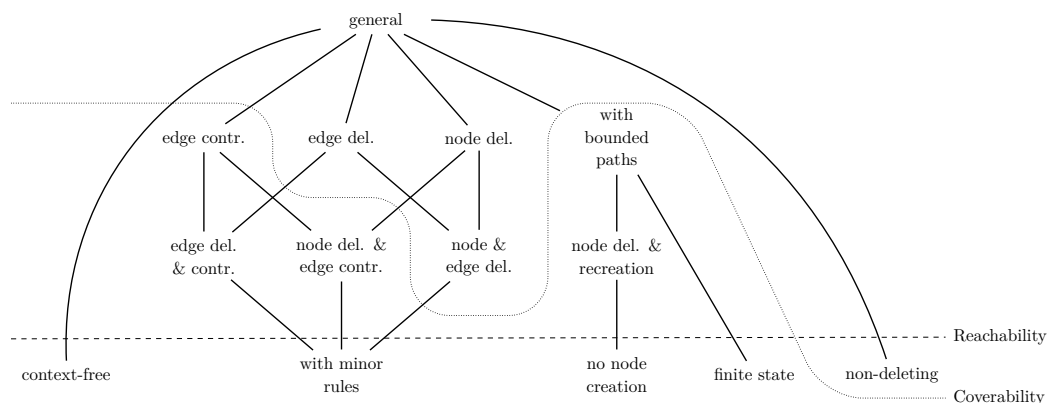 general
with
bounded
paths
edge contr.
edge del.
node del.
edge del.
& contr.
node del. &
edge contr.
node &
edge del.
node del. &
recreation
Reachability
context-free
with minor
rules
no node
creation
finite state
non-deleting
Coverability